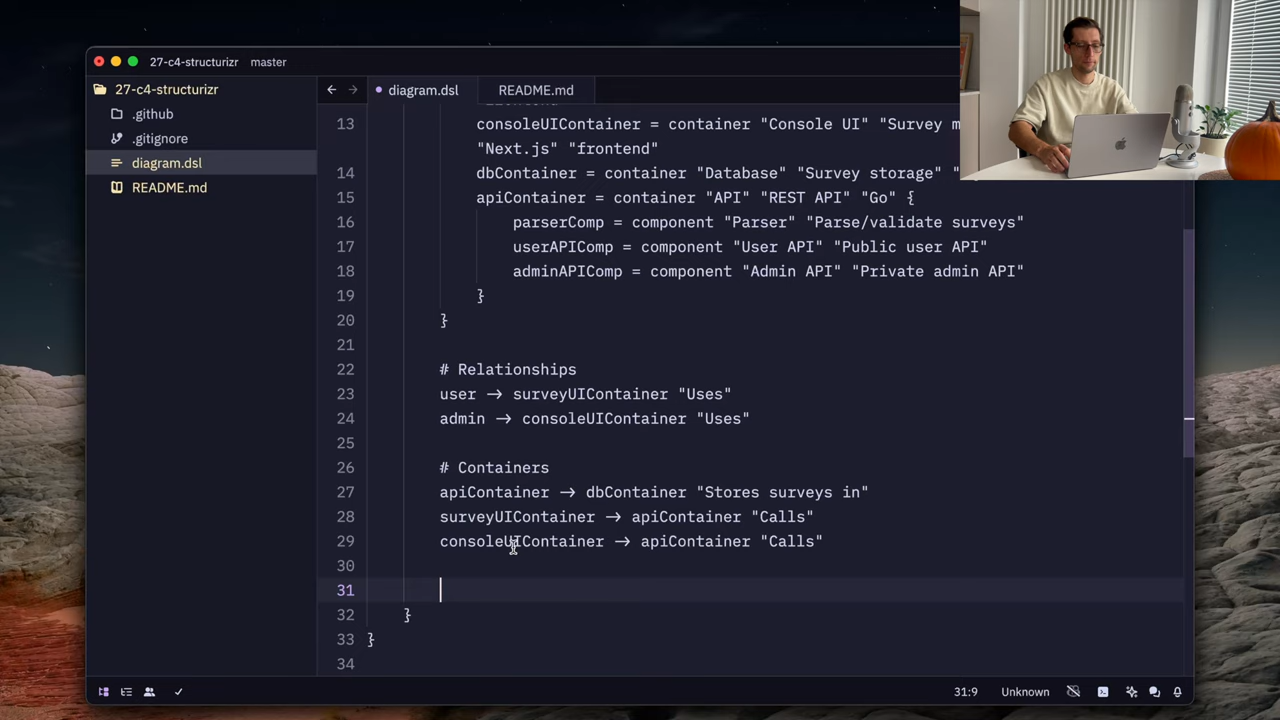 27-c4-structurizr master
27-c4-structurizr
.github
.gitignore
diagram.dsl
README.md
diagram.dsl
README.md
13 consoleUIContainer = container "Console UI" "Survey m
"Next.js" "frontend"
14 dbContainer = container "Database" "Survey storage" "
15 apiContainer = container "API" "REST API" "Go" {
16 parserComp = component "Parser" "Parse/validate surveys"
17 userAPIComp = component "User API" "Public user API"
18 adminAPIComp = component "Admin API" "Private admin API"
19 }
20 }
21
22 # Relationships
23 user -> surveyUIContainer "Uses"
24 admin -> consoleUIContainer "Uses"
25
26 # Containers
27 apiContainer -> dbContainer "Stores surveys in"
28 surveyUIContainer -> apiContainer "Calls"
29 consoleUIContainer -> apiContainer "Calls"
30
31
32 }
33 }
34
31:9 Unknown